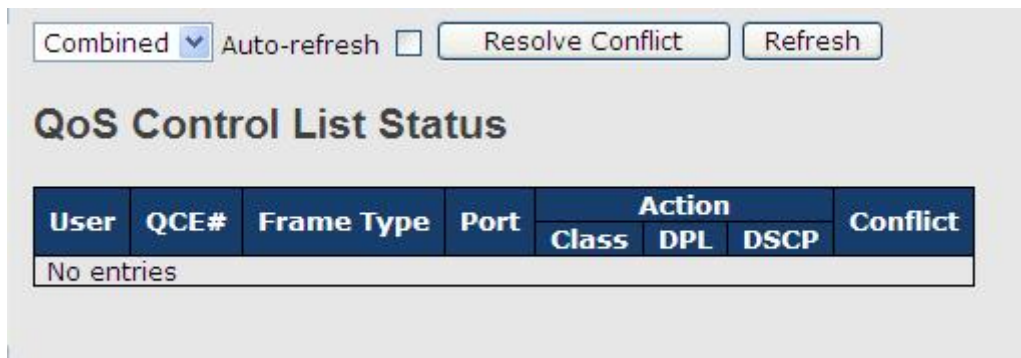 Combined Auto-refresh Resolve Conflict Refresh
QoS Control List Status
User QCE# Frame Type Port Action Conflict
Class DPL DSCP
No entries